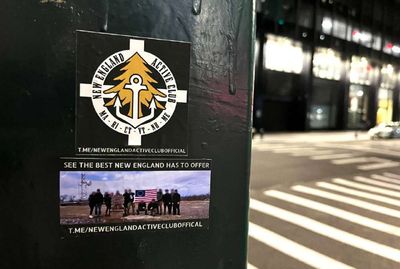 NEW ENGLAND ACTIVE CLUB
MA·RI·CT·VT·NH·ME
T.ME/NEWENGLANDACTIVECLUBOFFICIAL
SEE THE BEST NEW ENGLAND HAS TO OFFER
T.ME/NEWENGLANDACTIVECLUBOFFICIAL